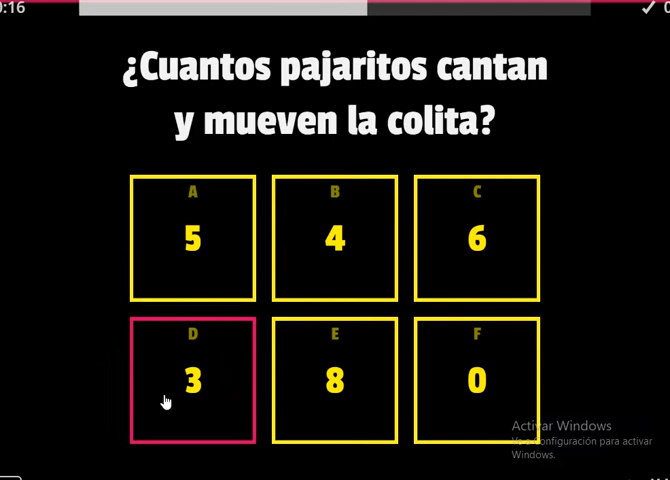 0:16
¿Cuantos pajaritos cantan
y mueven la colita?
A
B
C
5
4
6
D
E
F
3
8
0
Activar Windows
Ve a Configuración para activar
Windows.